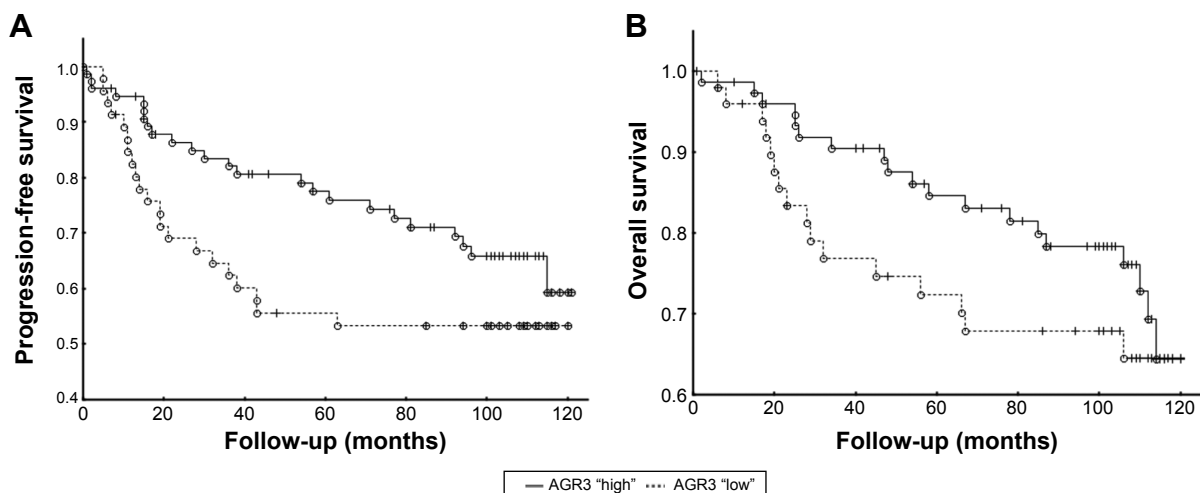 A
Progression-free survival
1.0
0.9
0.8
0.7
0.6
0.5
0.4
0 20 40 60 80 100 120
Follow-up (months)
B
Overall survival
1.0
0.9
0.8
0.7
0.6
0 20 40 60 80 100 120
Follow-up (months)
AGR3 “high” AGR3 “low”